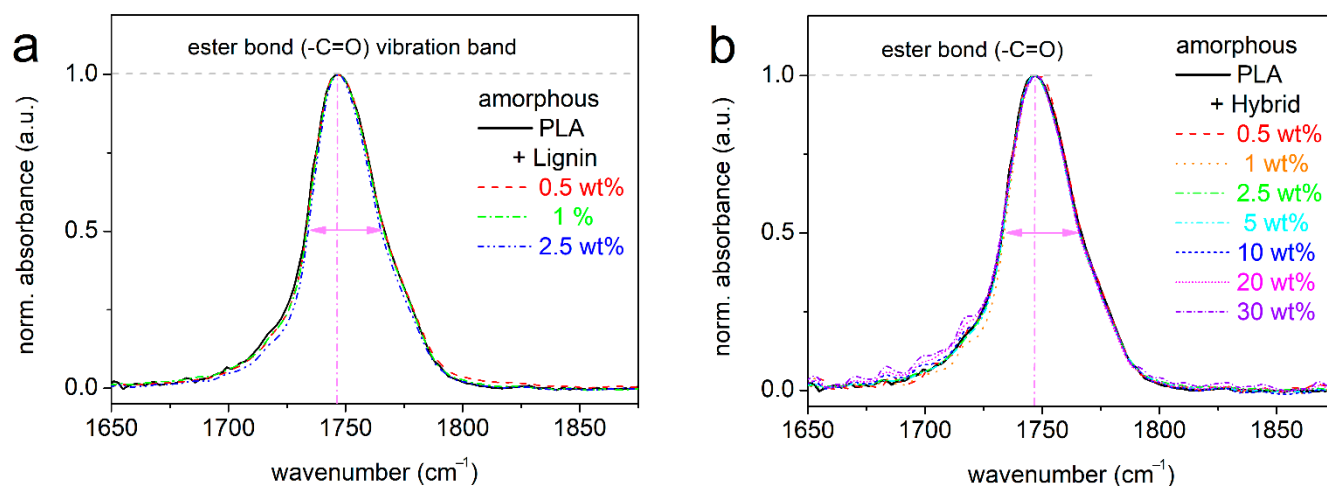 a
ester bond (-C=O) vibration band
norm. absorbance (a.u.)
1.0
0.5
0.0
amorphous
PLA
+ Lignin
0.5 wt%
1 %
2.5 wt%
1650 1700 1750 1800 1850
wavenumber (cm⁻¹)
b
ester bond (-C=O)
norm. absorbance (a.u.)
1.0
0.5
0.0
amorphous
PLA
+ Hybrid
0.5 wt%
1 wt%
2.5 wt%
5 wt%
10 wt%
20 wt%
30 wt%
1650 1700 1750 1800 1850
wavenumber (cm⁻¹)